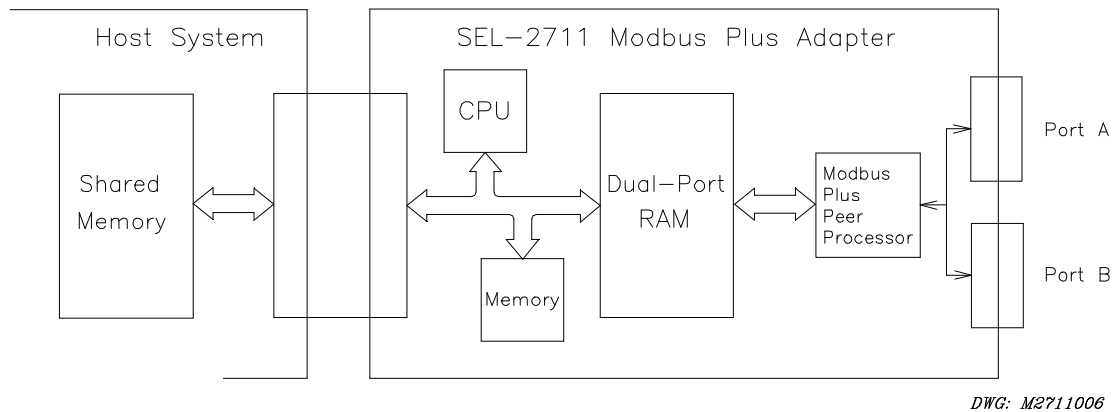 Host System
SEL-2711 Modbus Plus Adapter
CPU
Port A
Shared
Memory
Dual-Port
RAM
Modbus
Plus
Peer
Processor
Memory
Port B
DWG: M2711006